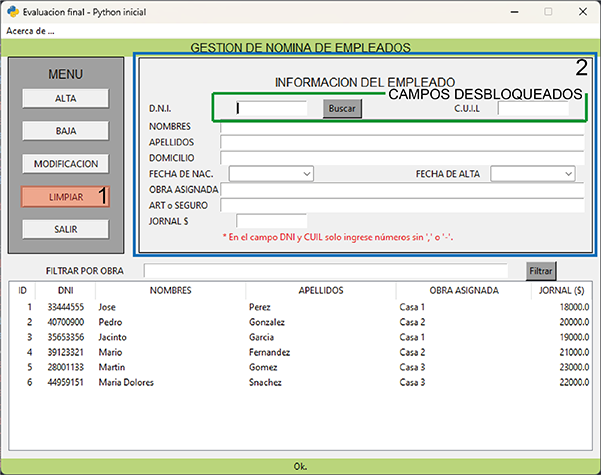 Evaluacion final - Python inicial
Acerca de ...
GESTION DE NOMINA DE EMPLEADOS
MENU
ALTA
BAJA
MODIFICACION
LIMPIAR 1
SALIR
2
INFORMACION DEL EMPLEADO
CAMPOS DESBLOQUEADOS
D.N.I. Buscar C.U.I.L
NOMBRES
APELLIDOS
DOMICILIO
FECHA DE NAC. FECHA DE ALTA
OBRA ASIGNADA
ART o SEGURO
JORNAL $
* En el campo DNI y CUIL solo ingrese números sin ',' o '-'.
FILTRAR POR OBRA Filtrar
ID DNI NOMBRES APELLIDOS OBRA ASIGNADA JORNAL ($)
1 33444555 Jose Perez Casa 1 18000.0
2 40700900 Pedro Gonzalez Casa 2 20000.0
3 35653356 Jacinto Garcia Casa 1 19000.0
4 39123321 Mario Fernandez Casa 2 21000.0
5 28001133 Martin Gomez Casa 3 23000.0
6 44959151 Maria Dolores Snachez Casa 3 22000.0
Ok.